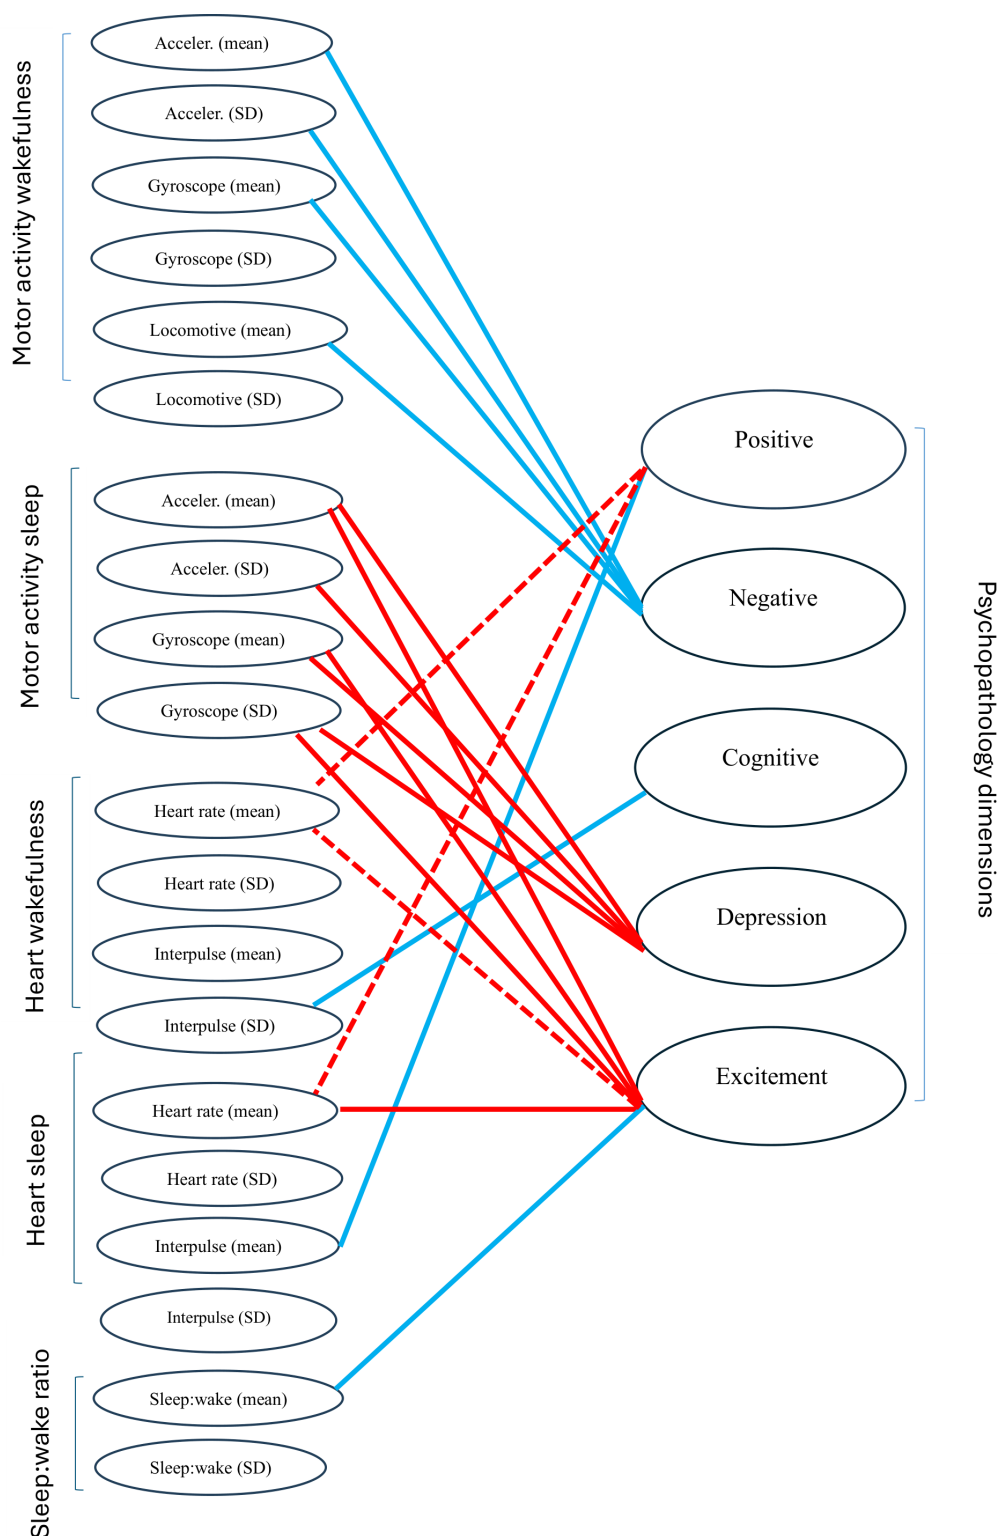 Motor activity wakefulness
Acceler. (mean)
Acceler. (SD)
Gyroscope (mean)
Gyroscope (SD)
Locomotive (mean)
Locomotive (SD)
Motor activity sleep
Acceler. (mean)
Acceler. (SD)
Gyroscope (mean)
Gyroscope (SD)
Heart wakefulness
Heart rate (mean)
Heart rate (SD)
Interpulse (mean)
Interpulse (SD)
Heart sleep
Heart rate (mean)
Heart rate (SD)
Interpulse (mean)
Interpulse (SD)
Sleep:wake ratio
Sleep:wake (mean)
Sleep:wake (SD)
Positive
Negative
Cognitive
Depression
Excitement
Psychopathology dimensions